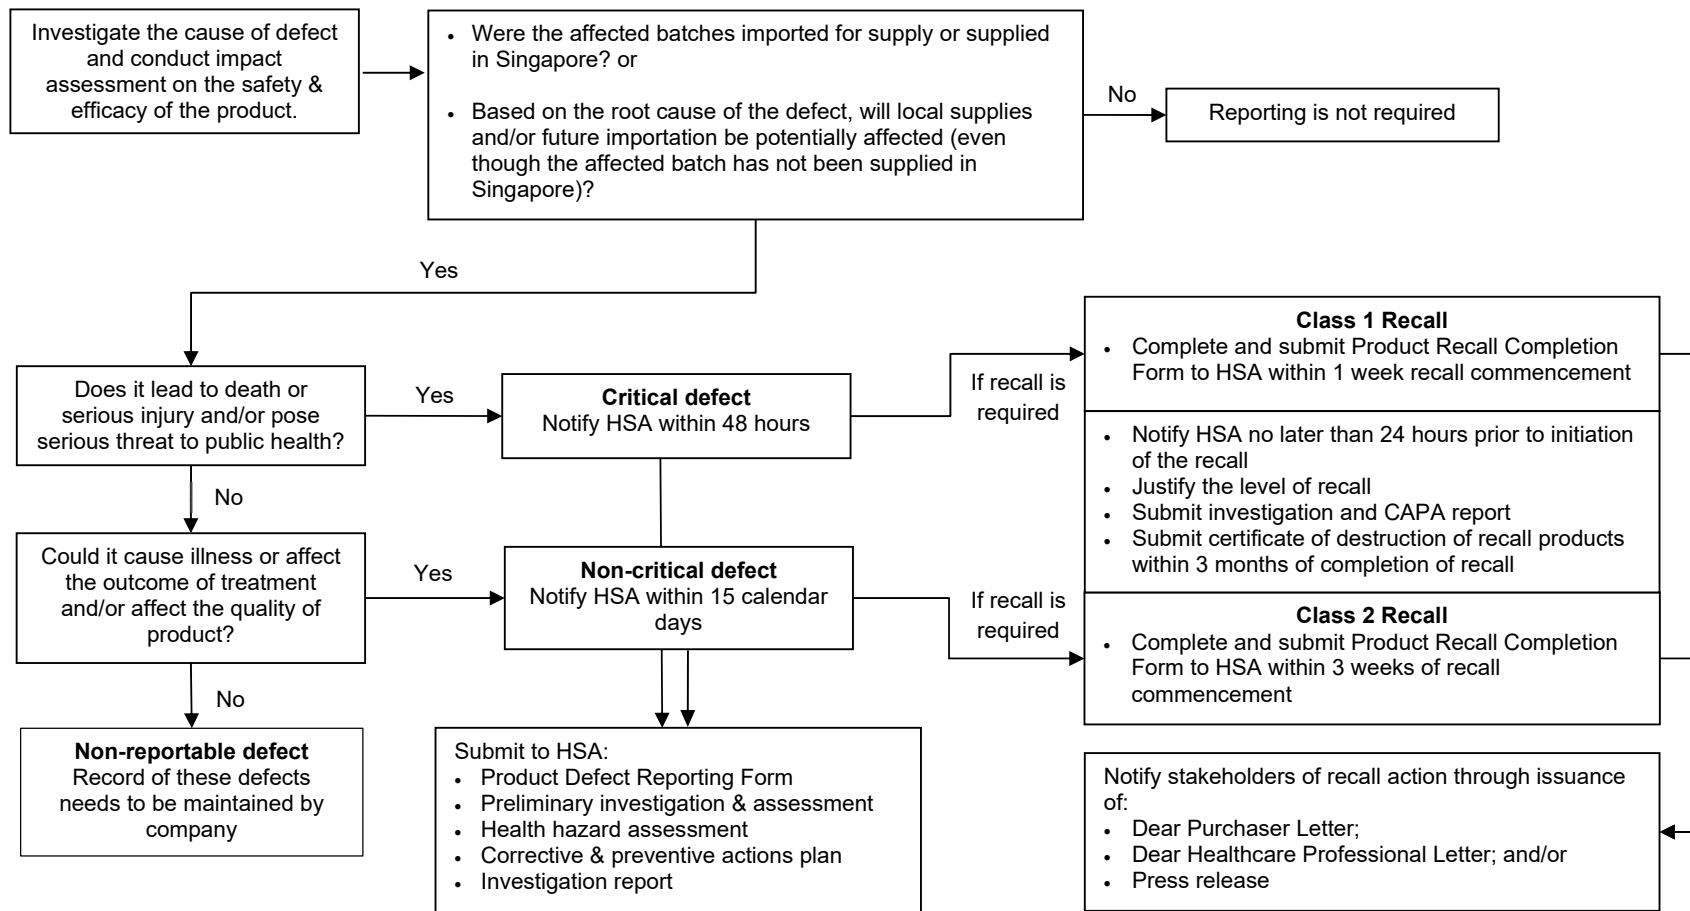 Investigate the cause of defect
and conduct impact
assessment on the safety &
efficacy of the product.
• Were the affected batches imported for supply or supplied
in Singapore? or
• Based on the root cause of the defect, will local supplies
and/or future importation be potentially affected (even
though the affected batch has not been supplied in
Singapore)?
No
Reporting is not required
Yes
Does it lead to death or
serious injury and/or pose
serious threat to public health?
Yes
Critical defect
Notify HSA within 48 hours
If recall is
required
Class 1 Recall
• Complete and submit Product Recall Completion
Form to HSA within 1 week recall commencement
• Notify HSA no later than 24 hours prior to initiation
of the recall
• Justify the level of recall
• Submit investigation and CAPA report
• Submit certificate of destruction of recall products
within 3 months of completion of recall
No
Could it cause illness or affect
the outcome of treatment
and/or affect the quality of
product?
Yes
Non-critical defect
Notify HSA within 15 calendar
days
If recall is
required
Class 2 Recall
• Complete and submit Product Recall Completion
Form to HSA within 3 weeks of recall
commencement
No
Non-reportable defect
Record of these defects
needs to be maintained by
company
Submit to HSA:
• Product Defect Reporting Form
• Preliminary investigation & assessment
• Health hazard assessment
• Corrective & preventive actions plan
• Investigation report
Notify stakeholders of recall action through issuance
of:
• Dear Purchaser Letter;
• Dear Healthcare Professional Letter; and/or
• Press release